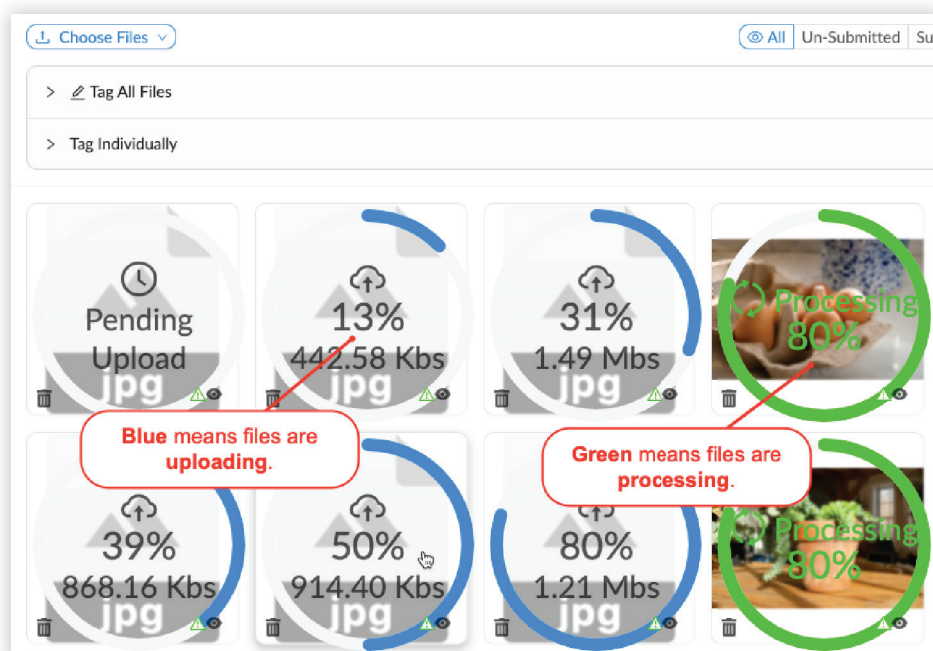 Choose Files
All
Un-Submitted
Su
Tag All Files
Tag Individually
Pending
Upload
jpg
13%
442.58 Kbs
jpg
31%
1.49 Mbs
jpg
Processing
80%
Blue means files are
uploading.
Green means files are
processing.
39%
868.16 Kbs
jpg
50%
914.40 Kbs
jpg
80%
1.21 Mbs
jpg
Processing
80%